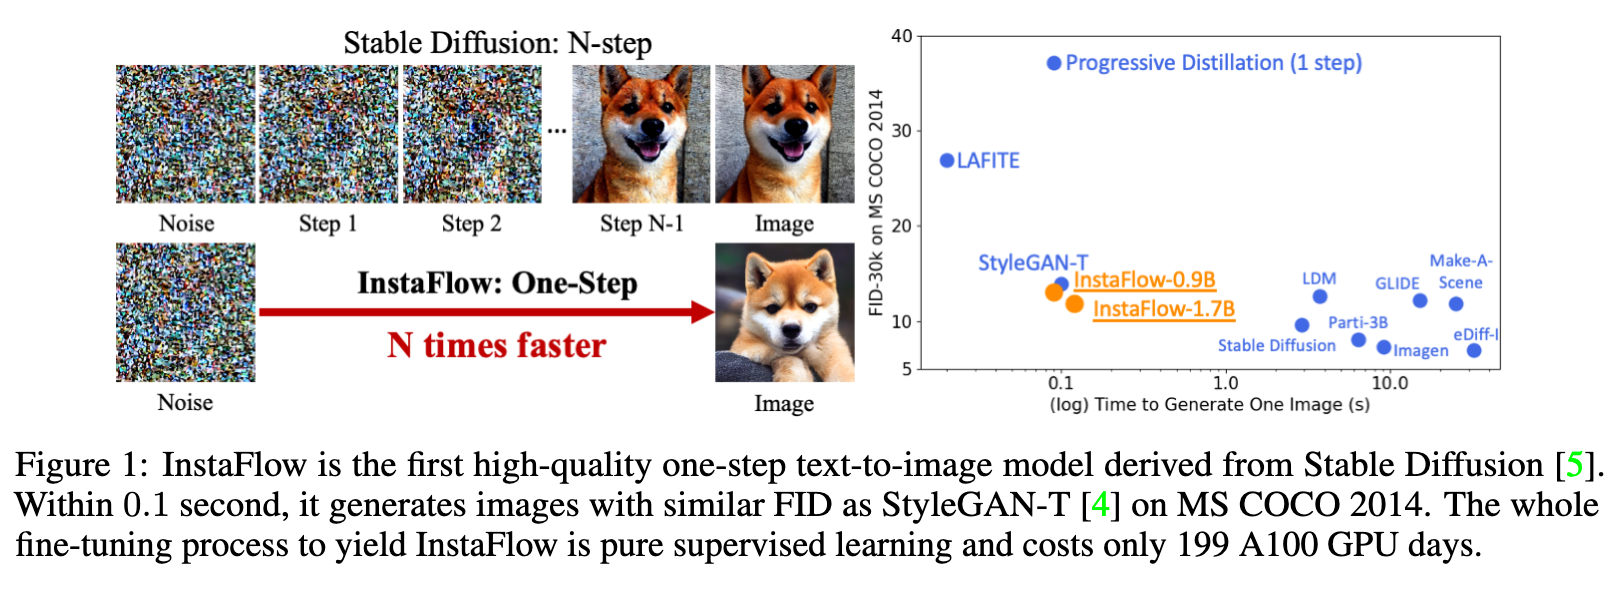 Stable Diffusion: N-step
...
Noise
Step 1
Step 2
Step N-1
Image
InstaFlow: One-Step
N times faster
Noise
Image
40
30
20
10
5
FID-30k on MS COCO 2014
Progressive Distillation (1 step)
LAFITE
StyleGAN-T
InstaFlow-0.9B
InstaFlow-1.7B
LDM
GLIDE
Make-A-
Scene
Parti-3B
Stable Diffusion
Imagen
eDiff-I
0.1
1.0
10.0
(log) Time to Generate One Image (s)
Figure 1: InstaFlow is the first high-quality one-step text-to-image model derived from Stable Diffusion [5].
Within 0.1 second, it generates images with similar FID as StyleGAN-T [4] on MS COCO 2014. The whole
fine-tuning process to yield InstaFlow is pure supervised learning and costs only 199 A100 GPU days.